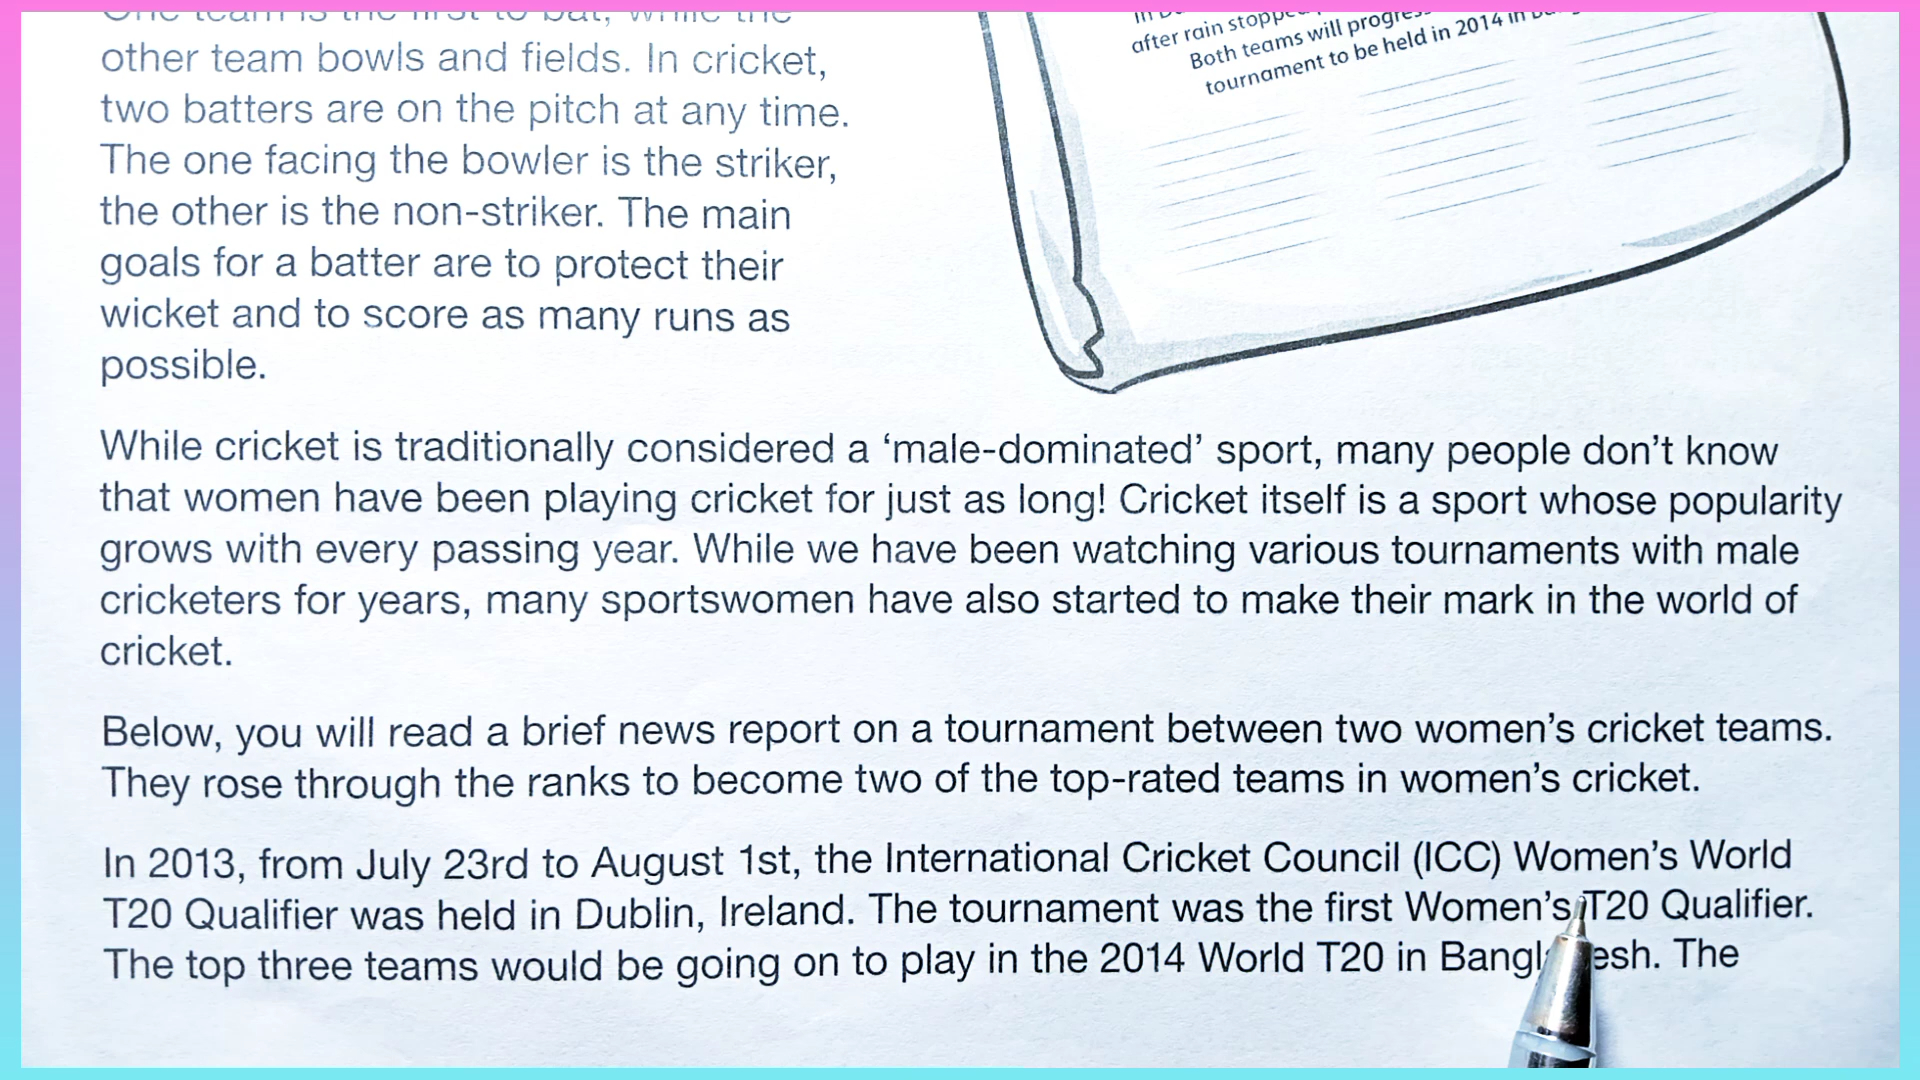 One team is the first to bat, while the
other team bowls and fields. In cricket,
two batters are on the pitch at any time.
The one facing the bowler is the striker,
the other is the non-striker. The main
goals for a batter are to protect their
wicket and to score as many runs as
possible.
after rain stopped
Both teams will progress
tournament to be held in 2014 in
While cricket is traditionally considered a ‘male-dominated’ sport, many people don’t know
that women have been playing cricket for just as long! Cricket itself is a sport whose popularity
grows with every passing year. While we have been watching various tournaments with male
cricketers for years, many sportswomen have also started to make their mark in the world of
cricket.
Below, you will read a brief news report on a tournament between two women’s cricket teams.
They rose through the ranks to become two of the top-rated teams in women’s cricket.
In 2013, from July 23rd to August 1st, the International Cricket Council (ICC) Women’s World
T20 Qualifier was held in Dublin, Ireland. The tournament was the first Women’s T20 Qualifier.
The top three teams would be going on to play in the 2014 World T20 in Bangladesh. The